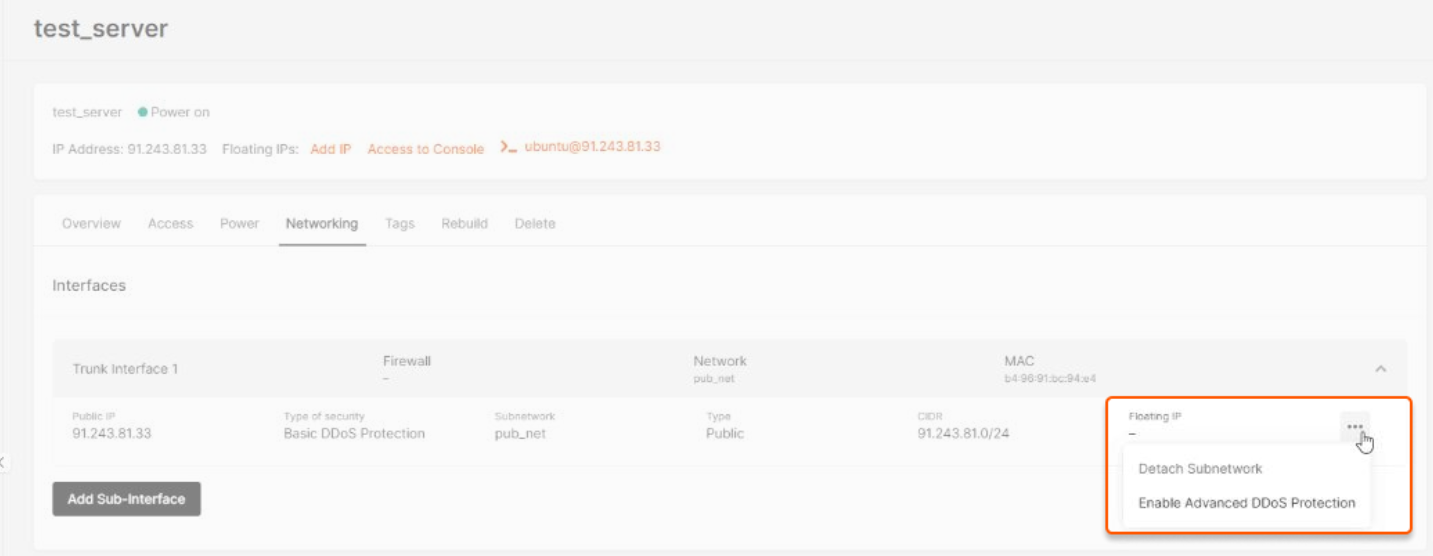 test_server
test_server Power on
IP Address: 91.243.81.33 Floating IPs: Add IP Access to Console ubuntu@91.243.81.33
Overview Access Power Networking Tags Rebuild Delete
Interfaces
Trunk Interface 1 Firewall Network MAC
– pub_net b4:96:91:bc:94:e4
Public IP Type of security Subnetwork Type CIDR Floating IP
91.243.81.33 Basic DDoS Protection pub_net Public 91.243.81.0/24 –
Detach Subnetwork
Enable Advanced DDoS Protection
Add Sub-Interface